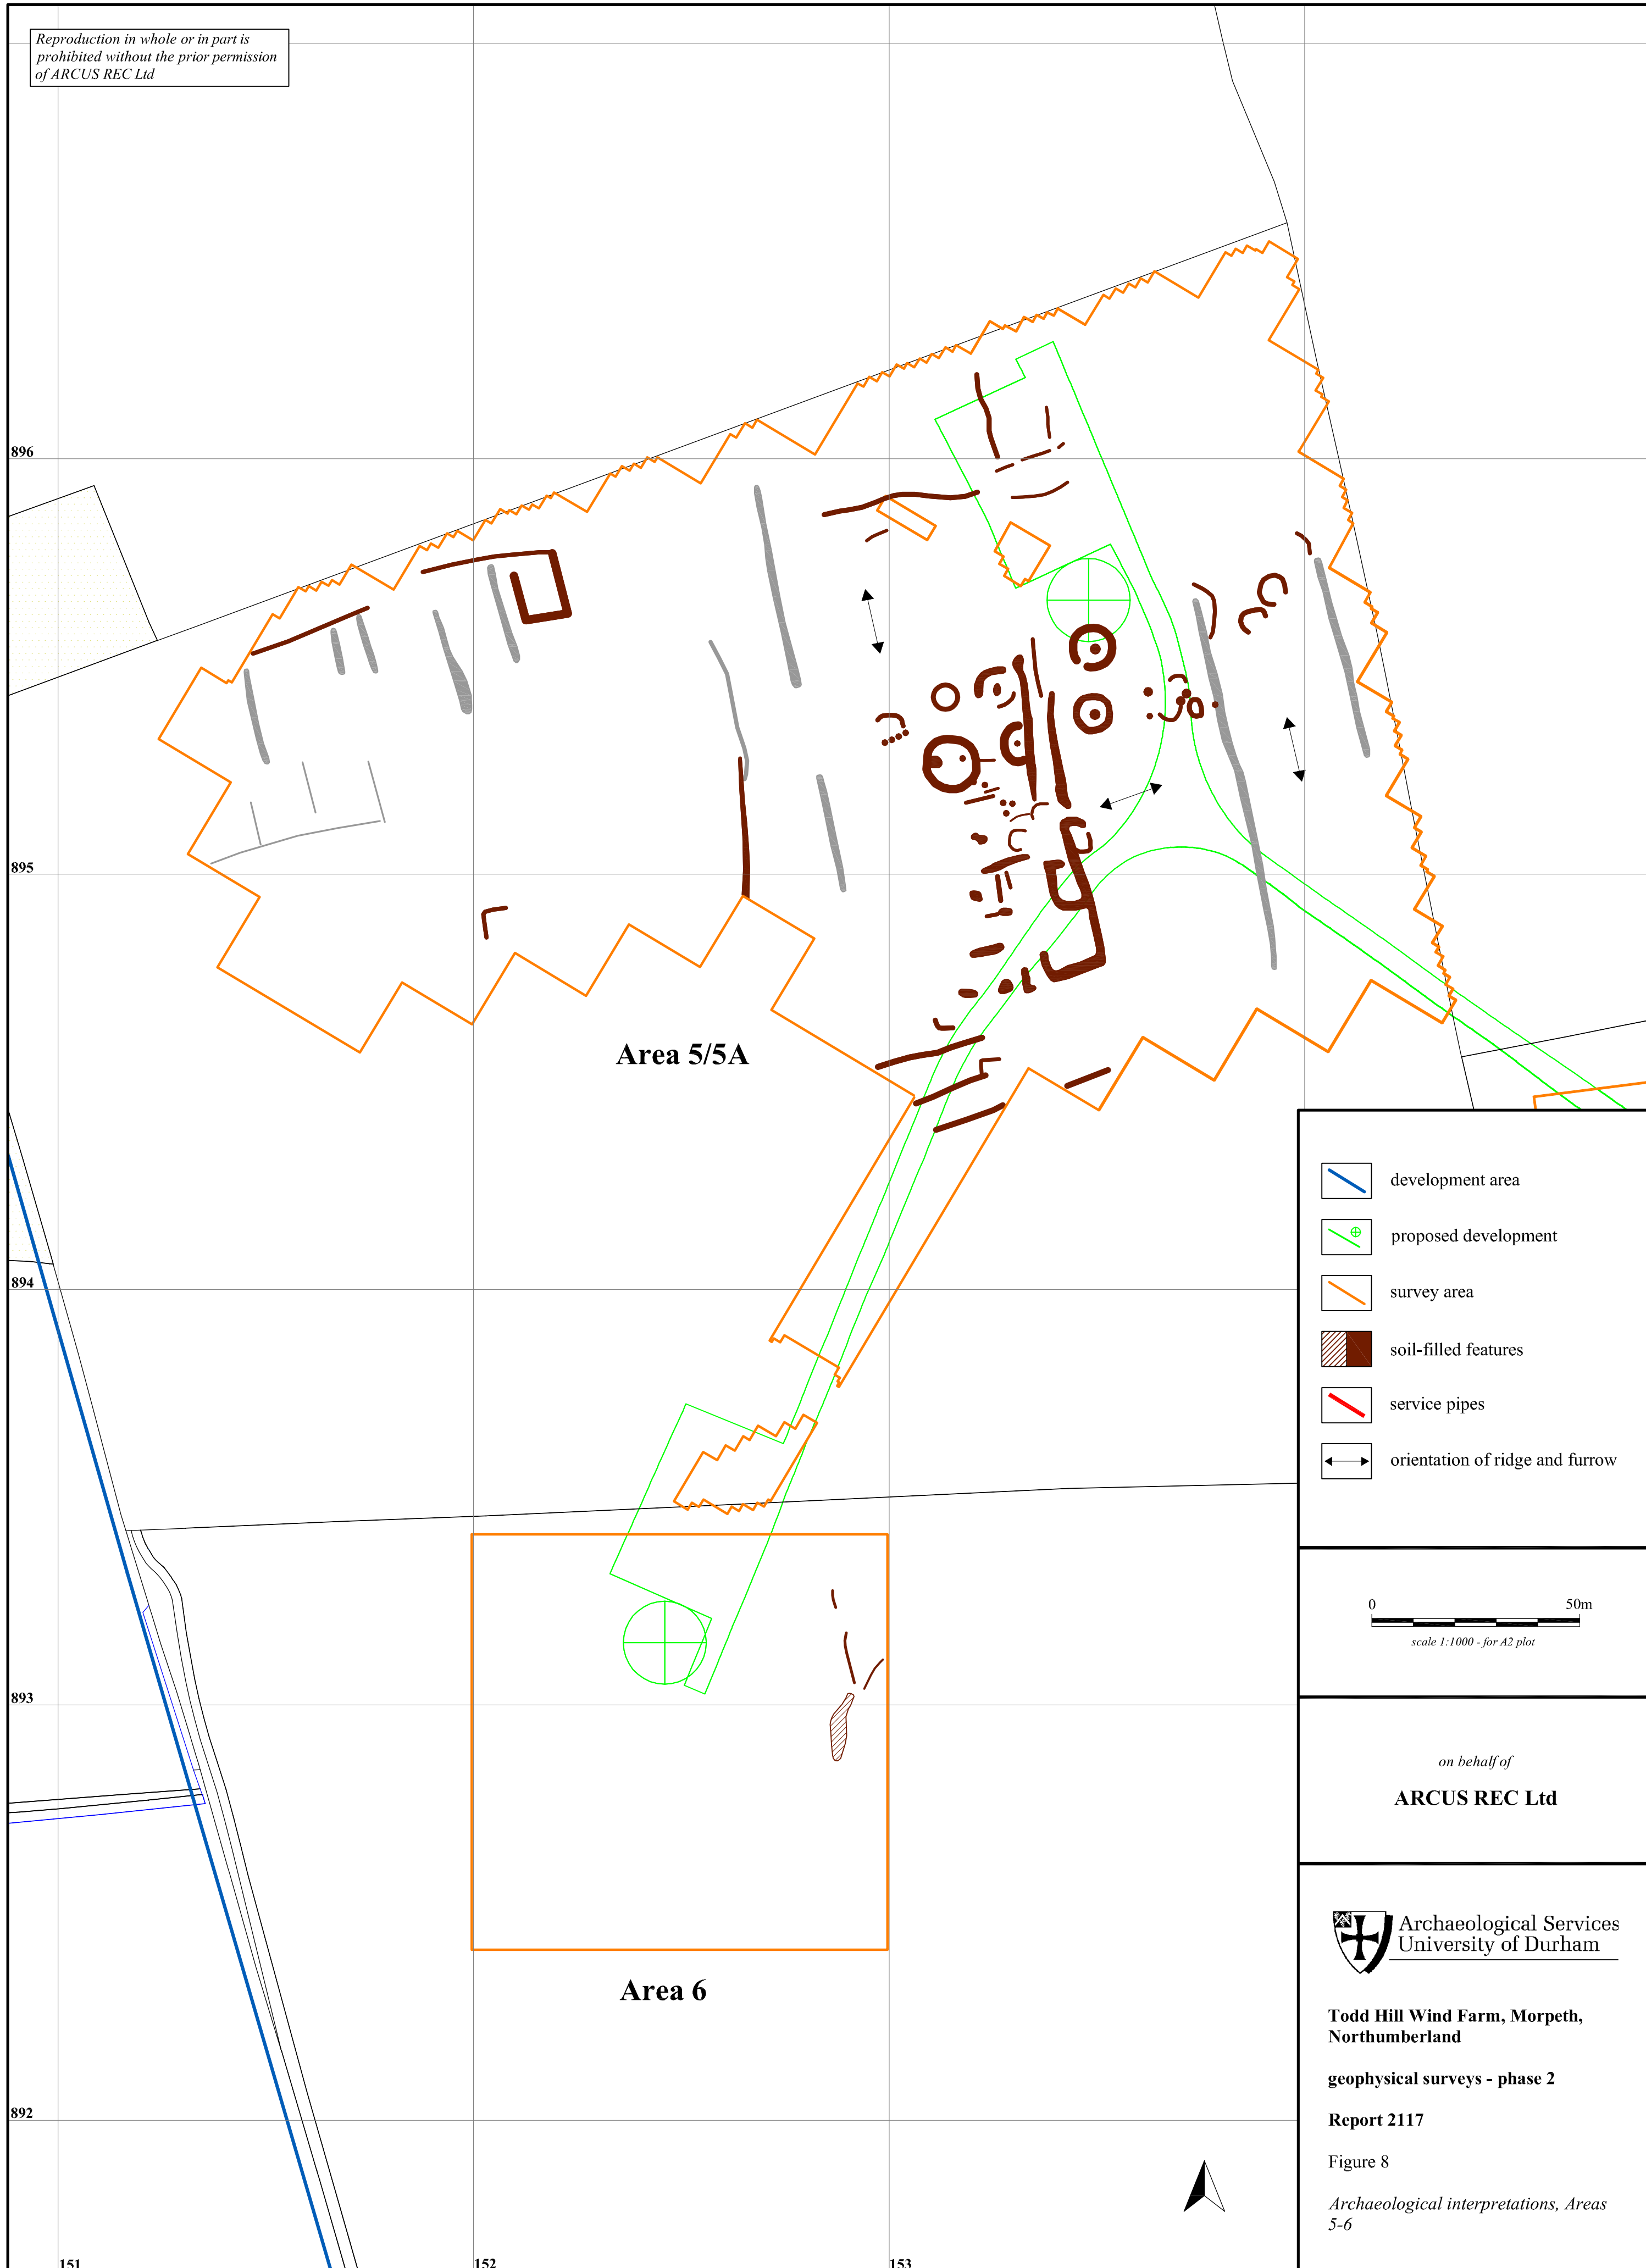 Reproduction in whole or in part is
prohibited without the prior permission
of ARCUS REC Ltd
896
895
Area 5/5A
894
893
Area 6
892
151
152
153
development area
proposed development
survey area
soil-filled features
service pipes
orientation of ridge and furrow
0 50m
scale 1:1000 - for A2 plot
on behalf of
ARCUS REC Ltd
Archaeological Services
University of Durham
Todd Hill Wind Farm, Morpeth,
Northumberland
geophysical surveys - phase 2
Report 2117
Figure 8
Archaeological interpretations, Areas
5-6